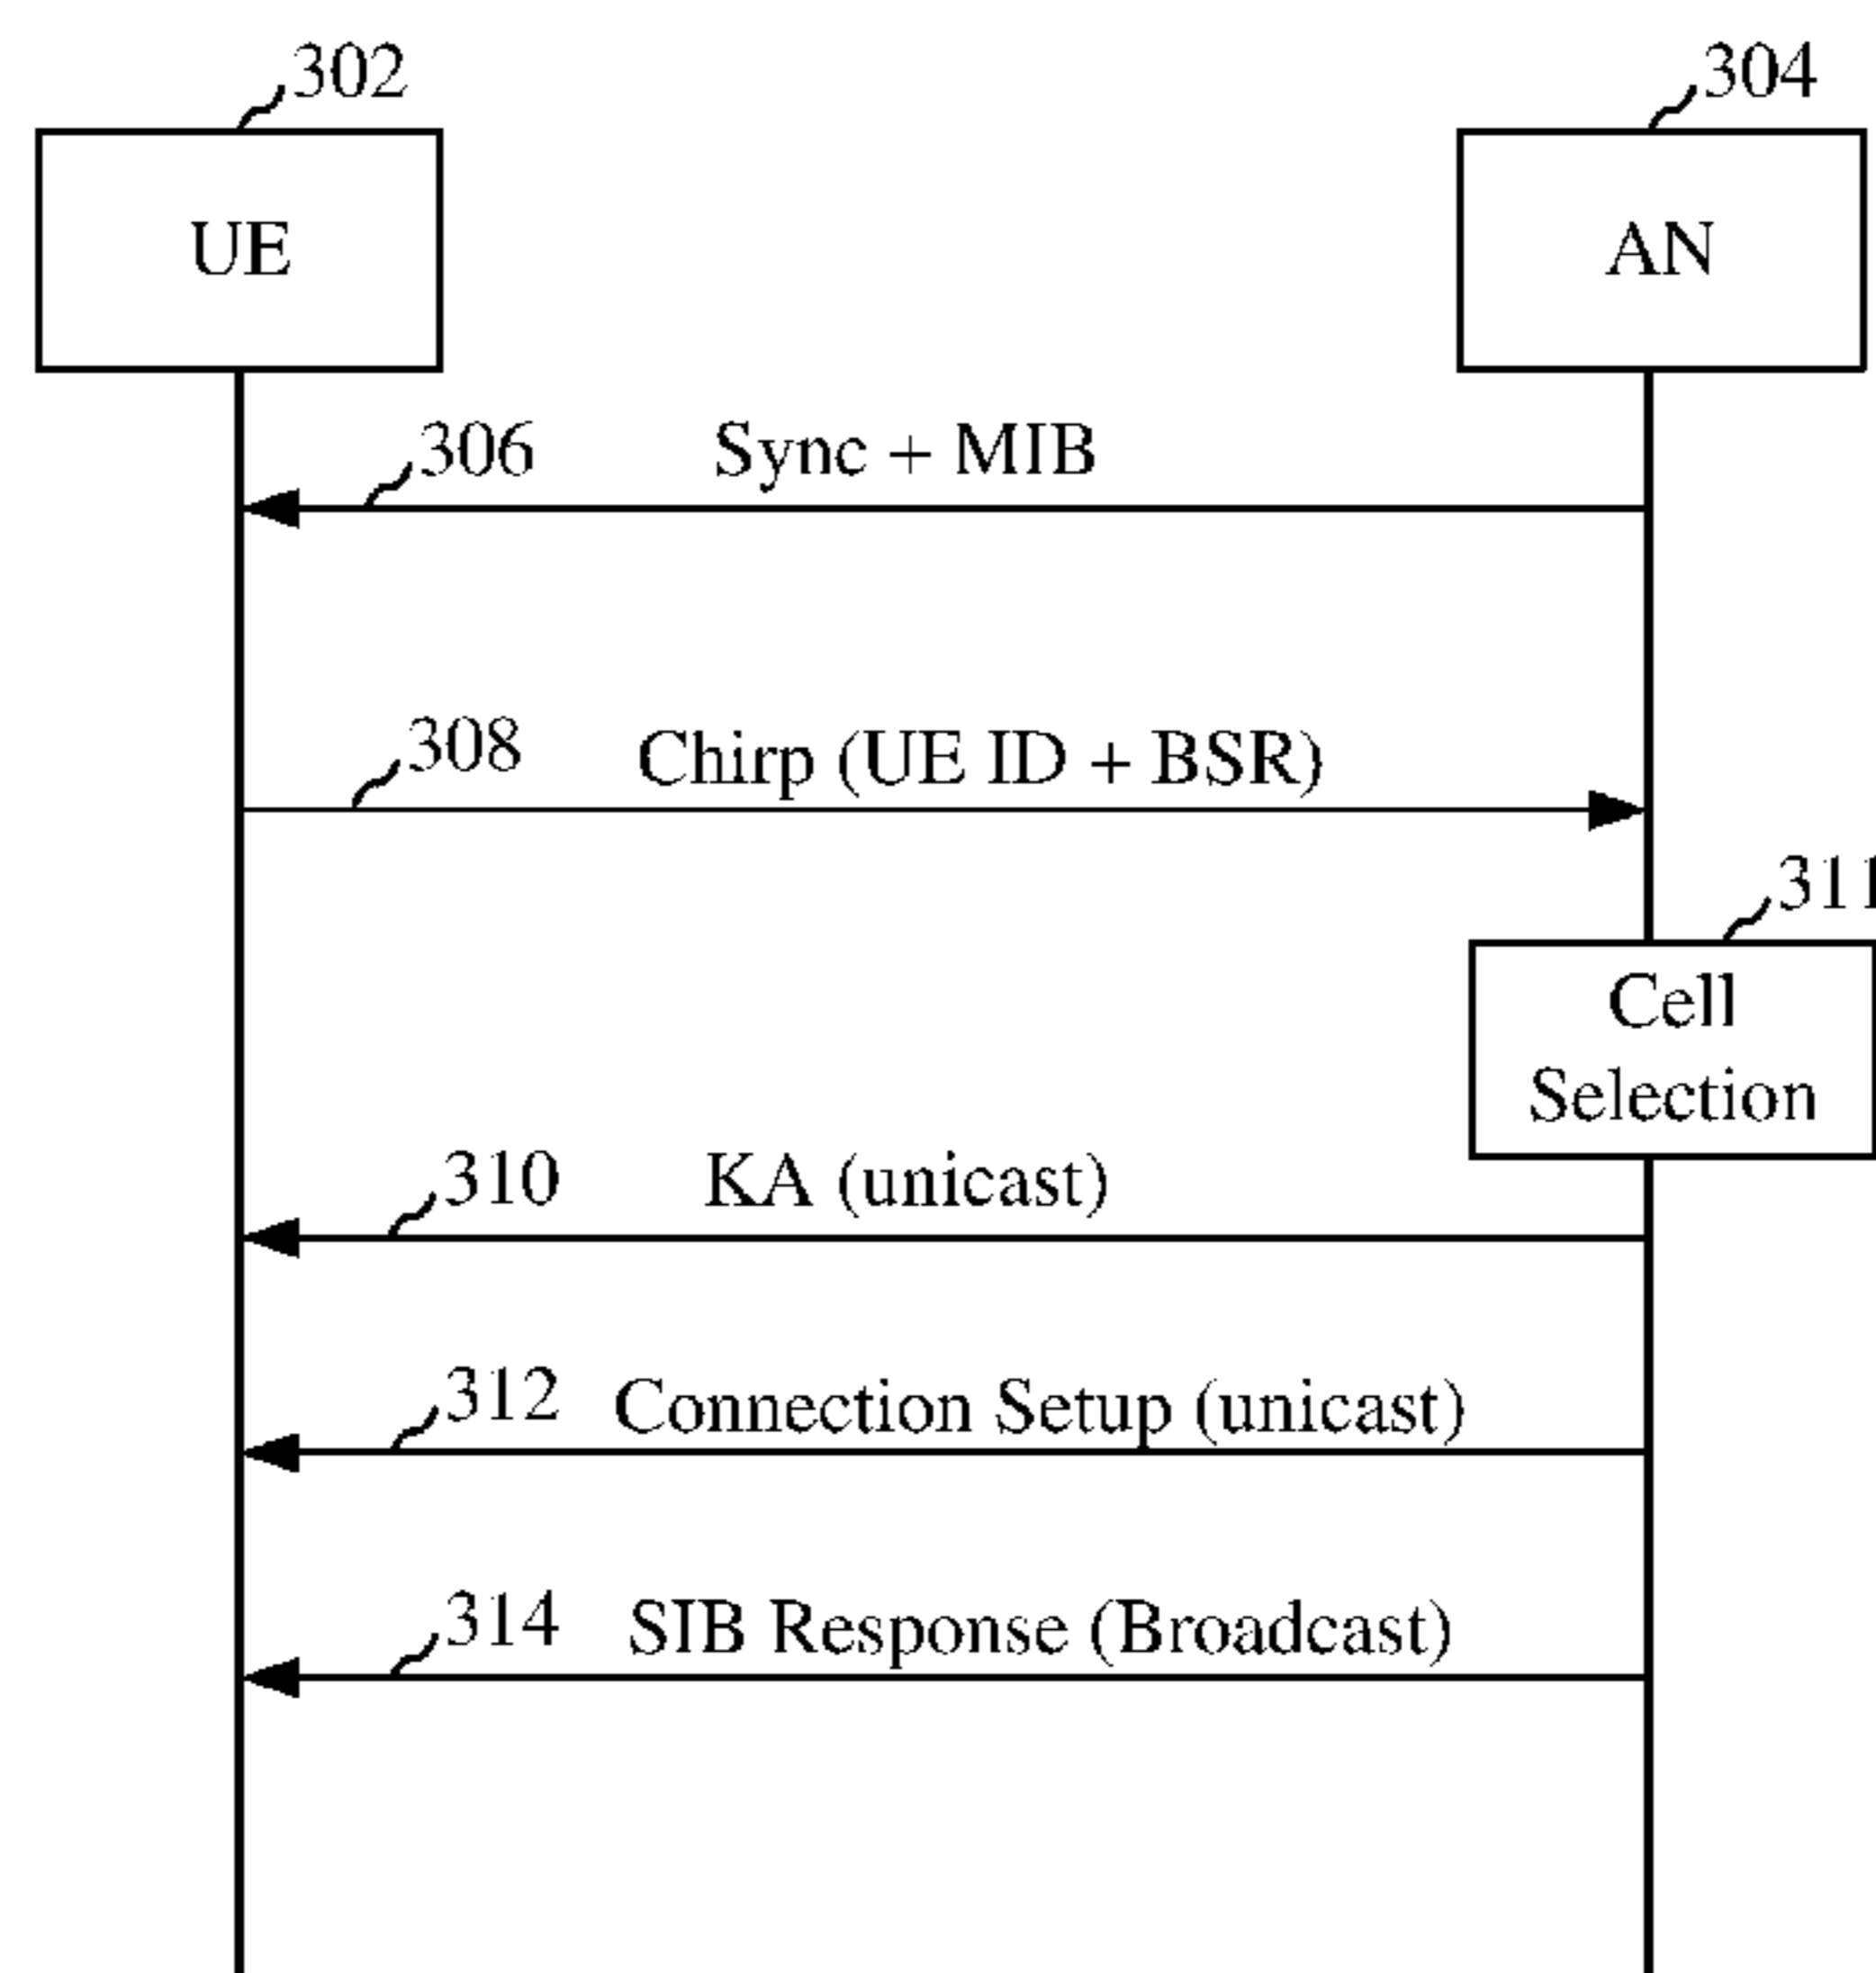 302
304
UE
AN
306
Sync + MIB
308
Chirp (UE ID + BSR)
311
Cell
Selection
310
KA (unicast)
312
Connection Setup (unicast)
314
SIB Response (Broadcast)